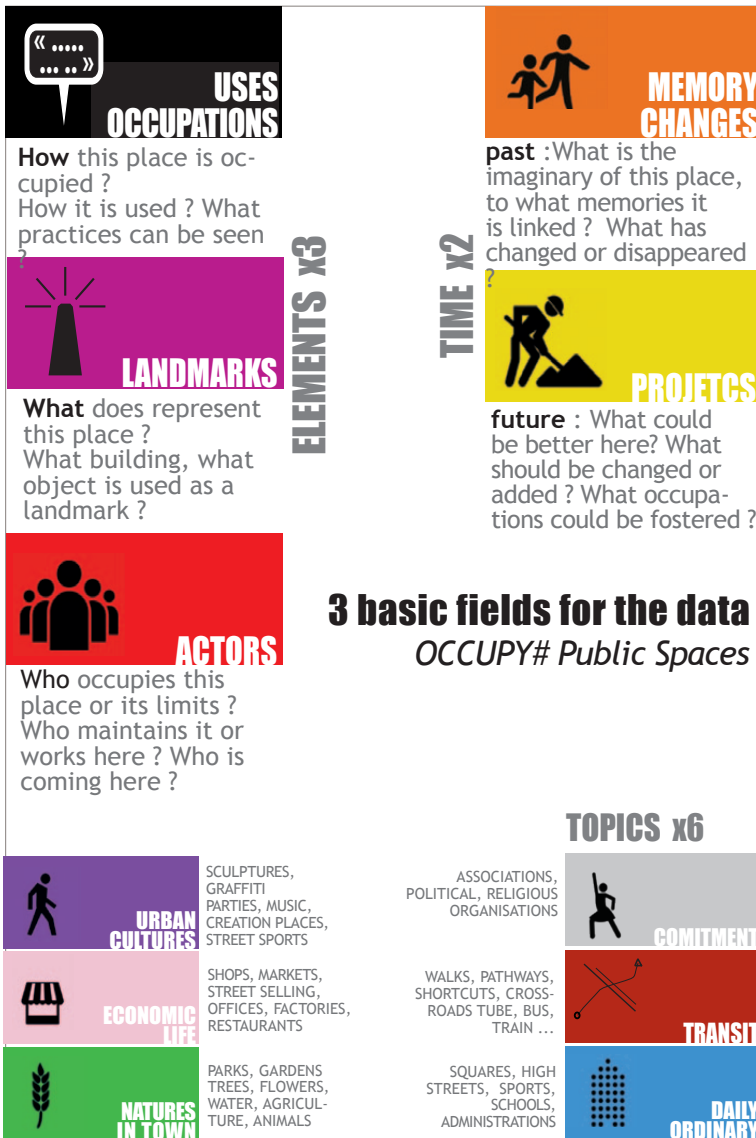 « .....
... .. »
USES
OCCUPATIONS
How this place is oc-
cupied ?
How it is used ? What
practices can be seen
?
LANDMARKS
What does represent
this place ?
What building, what
object is used as a
landmark ?
ACTORS
Who occupies this
place or its limits ?
Who maintains it or
works here ? Who is
coming here ?
ELEMENTS x3
TIME x2
MEMORY
CHANGES
past :What is the
imaginary of this place,
to what memories it
is linked ? What has
changed or disappeared
?
PROJETCS
future : What could
be better here? What
should be changed or
added ? What occupa-
tions could be fostered ?
3 basic fields for the data
OCCUPY# Public Spaces
TOPICS x6
URBAN
CULTURES
SCULPTURES,
GRAFFITI
PARTIES, MUSIC,
CREATION PLACES,
STREET SPORTS
ECONOMIC
LIFE
SHOPS, MARKETS,
STREET SELLING,
OFFICES, FACTORIES,
RESTAURANTS
NATURES
IN TOWN
PARKS, GARDENS
TREES, FLOWERS,
WATER, AGRICUL-
TURE, ANIMALS
ASSOCIATIONS,
POLITICAL, RELIGIOUS
ORGANISATIONS
COMITMENT
WALKS, PATHWAYS,
SHORTCUTS, CROSS-
ROADS TUBE, BUS,
TRAIN ...
TRANSIT
SQUARES, HIGH
STREETS, SPORTS,
SCHOOLS,
ADMINISTRATIONS
DAILY
ORDINARY